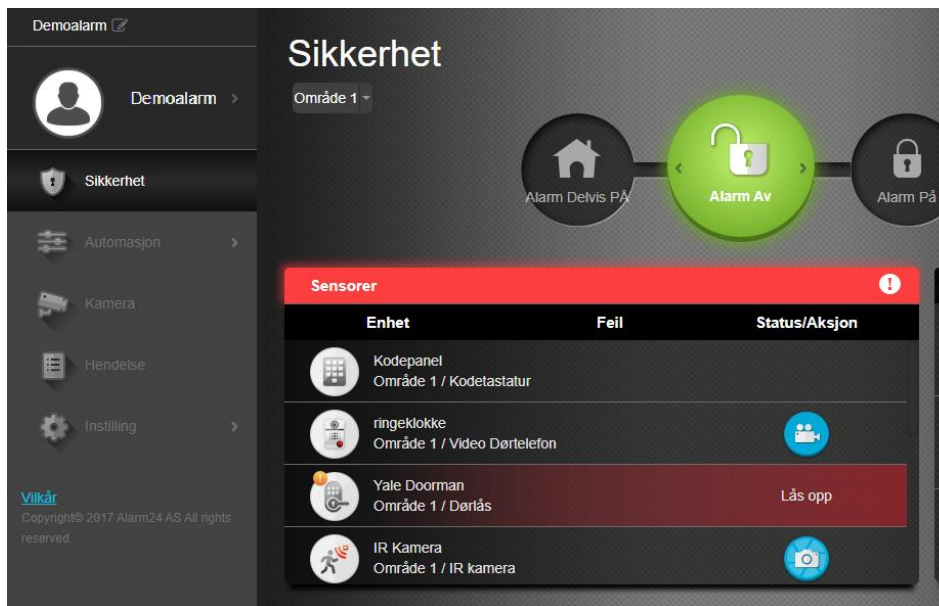 Demoalarm
Demoalarm
Sikkerhet
Automasjon
Kamera
Hendelse
Instilling
Vilkår
Copyright© 2017 Alarm24 AS All rights
reserved.
Sikkerhet
Område 1
Alarm Delvis PÅ
Alarm Av
Alarm På
Sensorer
Enhet Feil Status/Aksjon
Kodepanel
Område 1 / Kodetastatur
ringeklokke
Område 1 / Video Dørtelefon
Yale Doorman
Område 1 / Dørlås
Lås opp
IR Kamera
Område 1 / IR kamera